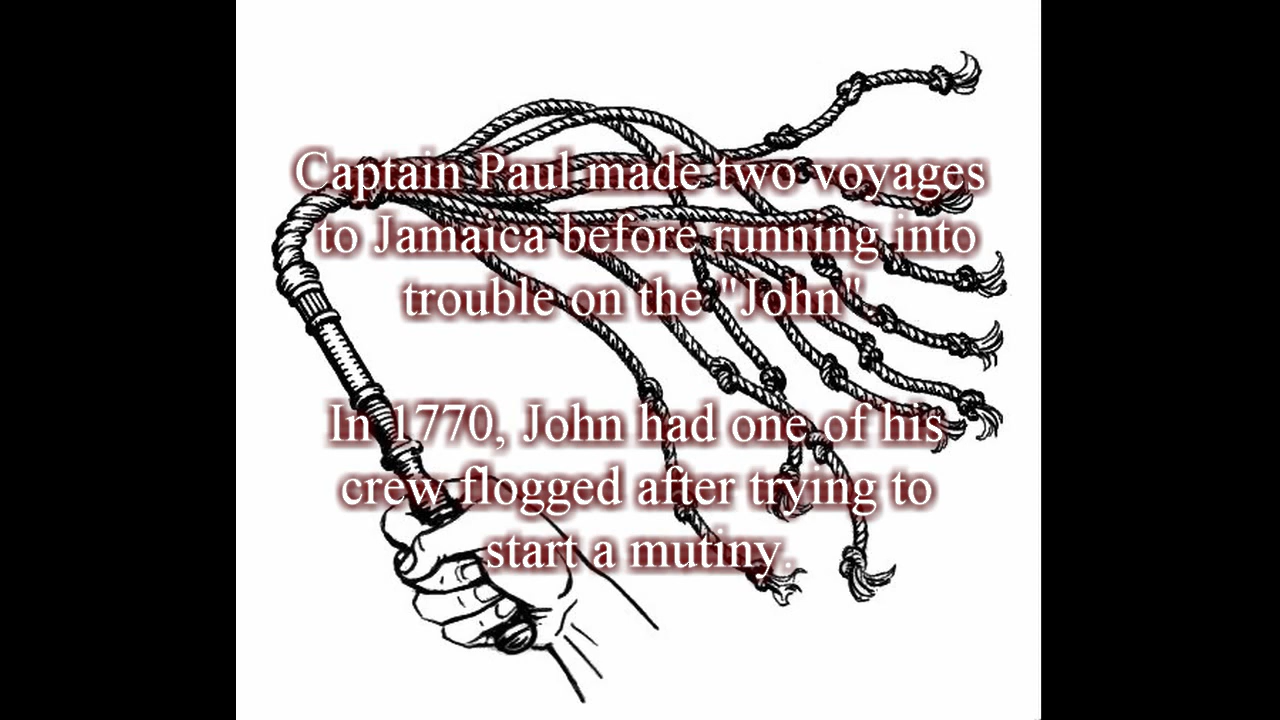 Captain Paul made two voyages
to Jamaica before running into
trouble on the "John".
In 1770, John had one of his
crew flogged after trying to
start a mutiny.